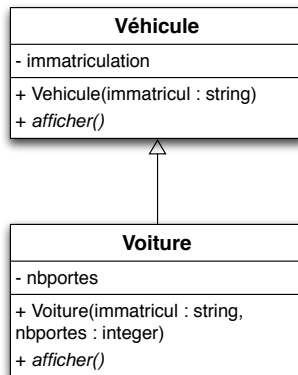 Véhicule
- immatriculation
+ Vehicule(immatricul : string)
+ afficher()
Voiture
- nbportes
+ Voiture(immatricul : string,
nbportes : integer)
+ afficher()